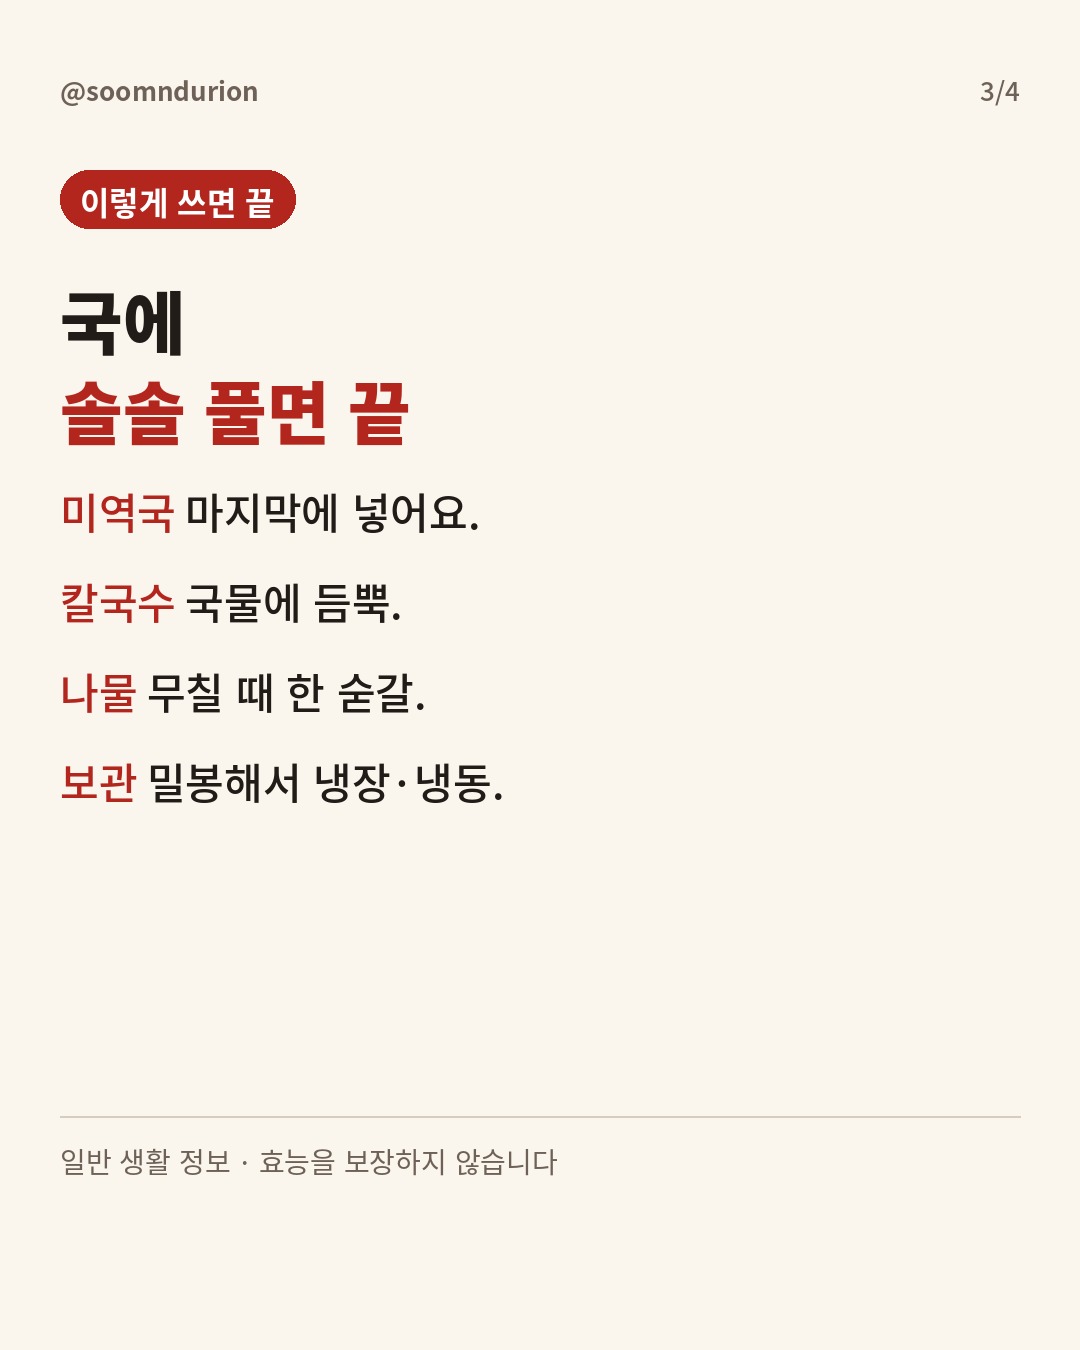 @soomndurion
3/4
이렇게 쓰면 끝
국에
솔솔 풀면 끝
미역국 마지막에 넣어요.
칼국수 국물에 듬뿍.
나물 무칠 때 한 숟갈.
보관 밀봉해서 냉장·냉동.
일반 생활 정보 · 효능을 보장하지 않습니다